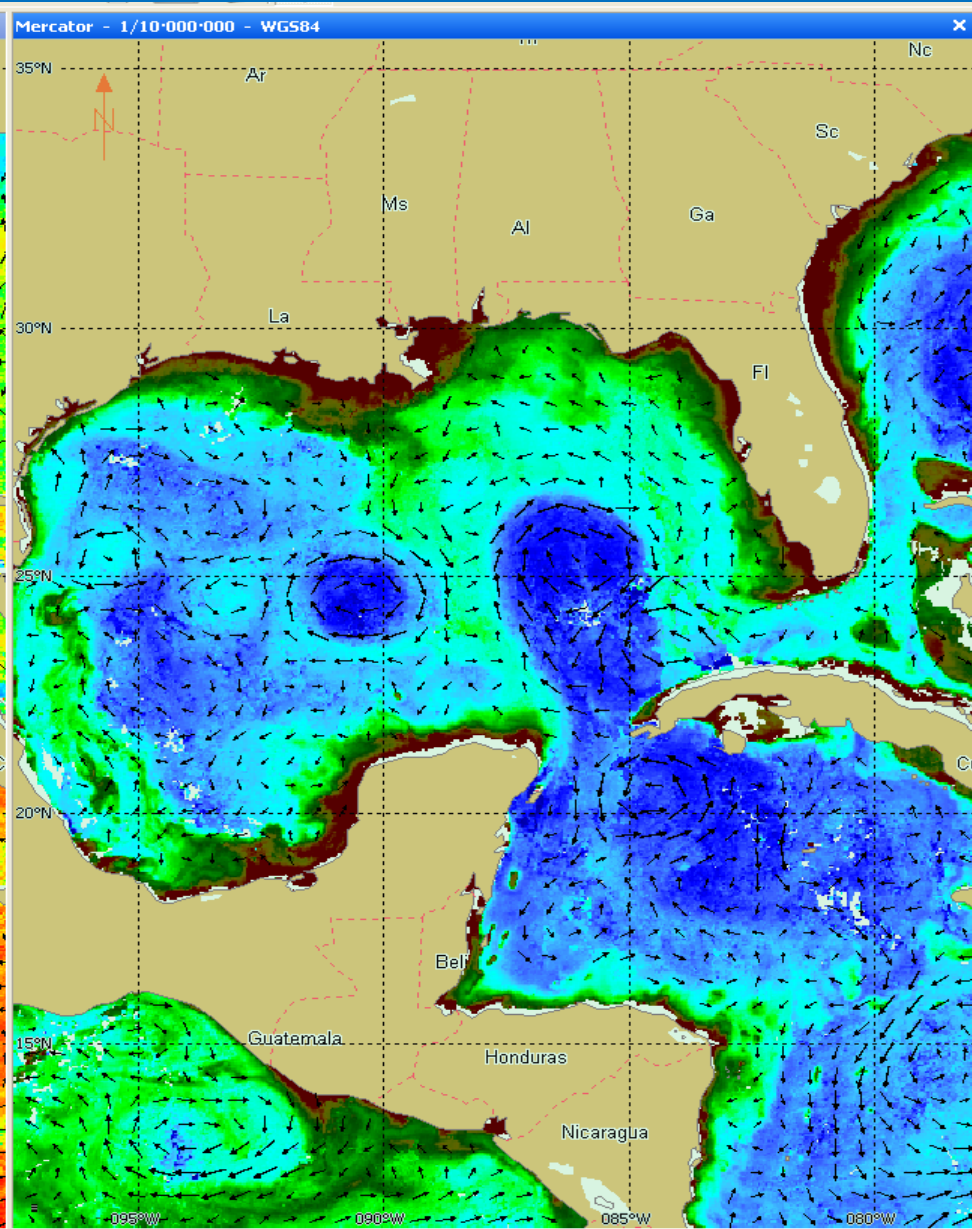 Mercator - 1/10·000·000 - WGS84
Nc
35°N
Ar
N
Sc
Ms
Al
Ga
La
30°N
Fl
25°N
20°N
Beli
15°N
Guatemala
Honduras
Nicaragua
095°W
090°W
085°W
080°W